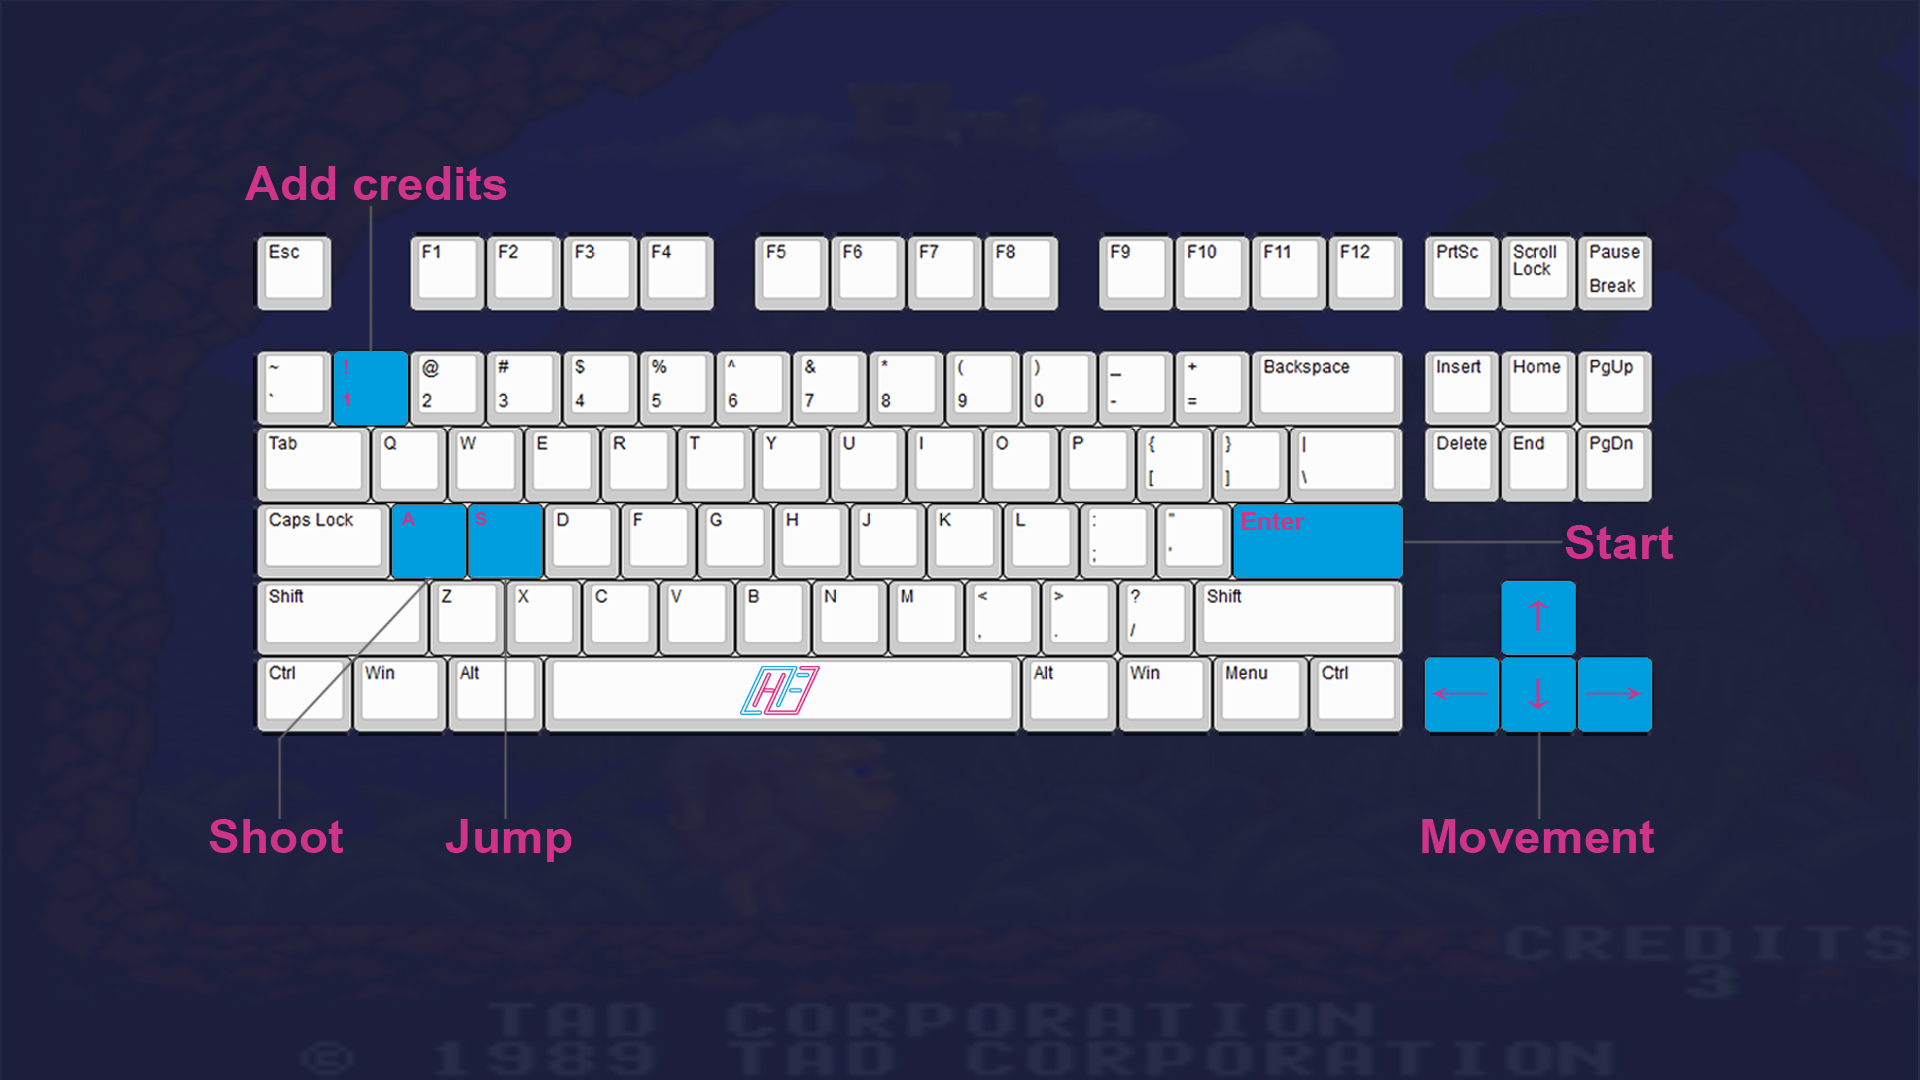 Add credits
Esc F1 F2 F3 F4 F5 F6 F7 F8 F9 F10 F11 F12 PrtSc Scroll Lock Pause Break
~ ! @ # $ % ^ & * ( ) _ + Backspace Insert Home PgUp
` 1 2 3 4 5 6 7 8 9 0 - =
Tab Q W E R T Y U I O P { } | Delete End PgDn
[ ] \
Caps Lock A S D F G H J K L : " Enter
; '
Start
Shift Z X C V B N M < > ? Shift ↑
, . /
Ctrl Win Alt Alt Win Menu Ctrl ← ↓ →
Shoot Jump Movement
CREDITS
3
TAD CORPORATION
© 1989 TAD CORPORATION